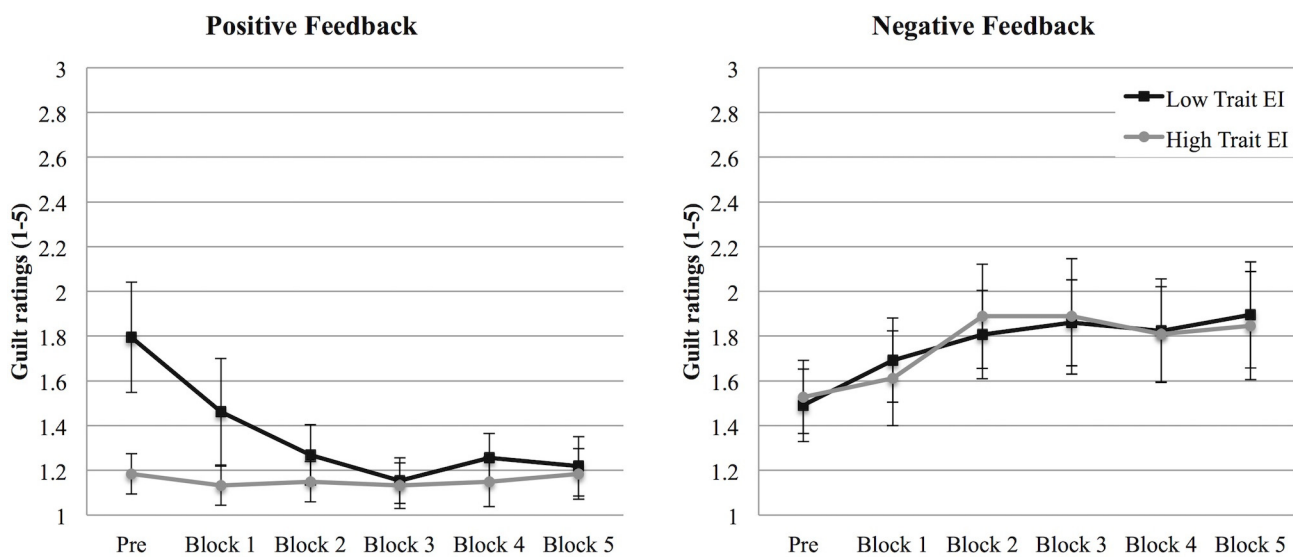 Positive Feedback
Guilt ratings (1-5)
3
2.8
2.6
2.4
2.2
2
1.8
1.6
1.4
1.2
1
Pre Block 1 Block 2 Block 3 Block 4 Block 5
Negative Feedback
Guilt ratings (1-5)
3
2.8
2.6
2.4
2.2
2
1.8
1.6
1.4
1.2
1
Low Trait EI
High Trait EI
Pre Block 1 Block 2 Block 3 Block 4 Block 5